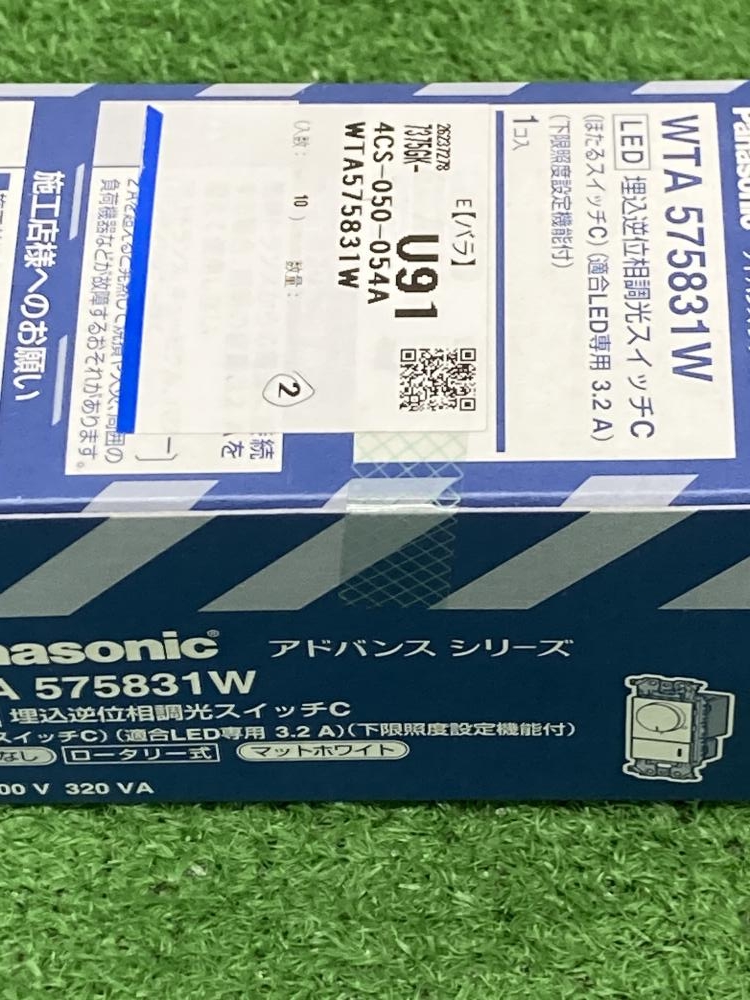 WTA 575831W
LED 埋込逆位相調光スイッチC
(ほたるスイッチC) (適合LED専用 3.2 A)
(下限照度設定機能付)
1コ入
E【バラ】
U91
26237278
7375GK-
4CS-050-054A
WTA575831W
(入数: 10 ) 数量:
2
負荷機器などが故障するおそれがあります。
施工店様へのお願い
nasonic アドバンス シリーズ
A 575831W
埋込逆位相調光スイッチC
スイッチC) (適合LED専用 3.2 A) (下限照度設定機能付)
なし ロータリー式 マットホワイト
00 V 320 VA